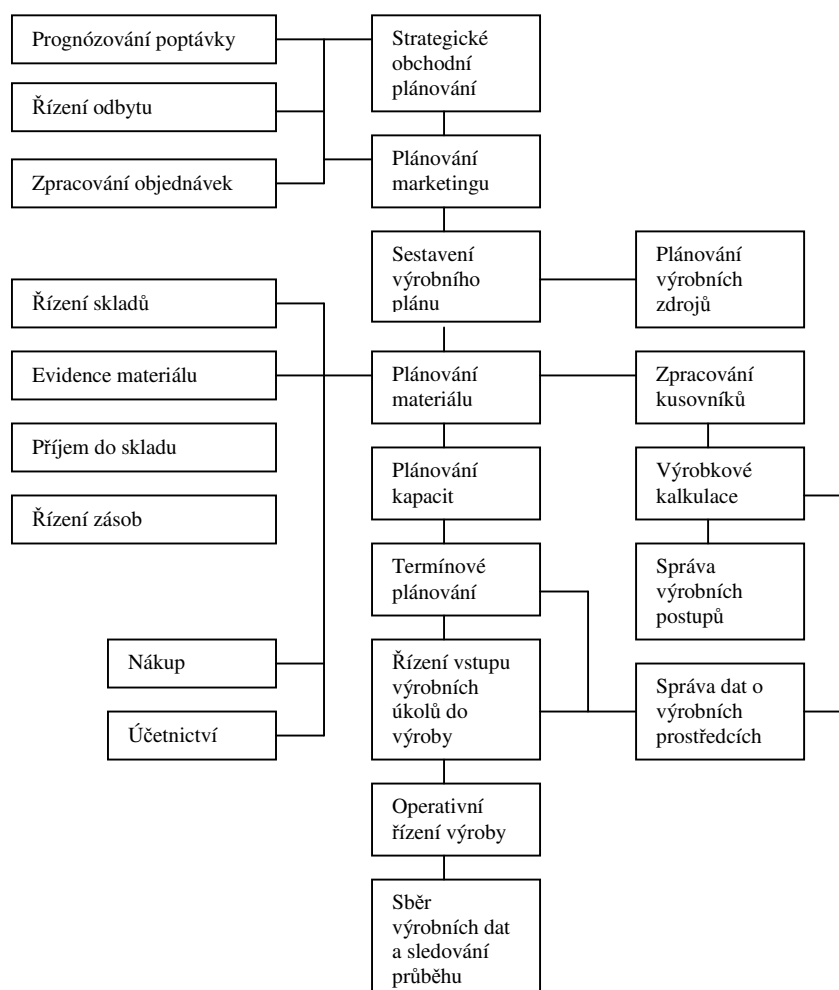 Prognózování poptávky
Řízení odbytu
Zpracování objednávek
Strategické
obchodní
plánování
Plánování
marketingu
Sestavení
výrobního
plánu
Plánování
výrobních
zdrojů
Řízení skladů
Evidence materiálu
Příjem do skladu
Řízení zásob
Plánování
materiálu
Zpracování
kusovníků
Plánování
kapacit
Výrobkové
kalkulace
Termínové
plánování
Správa
výrobních
postupů
Nákup
Účetnictví
Řízení vstupu
výrobních
úkolů do
výroby
Správa dat o
výrobních
prostředcích
Operativní
řízení výroby
Sběr
výrobních dat
a sledování
průběhu